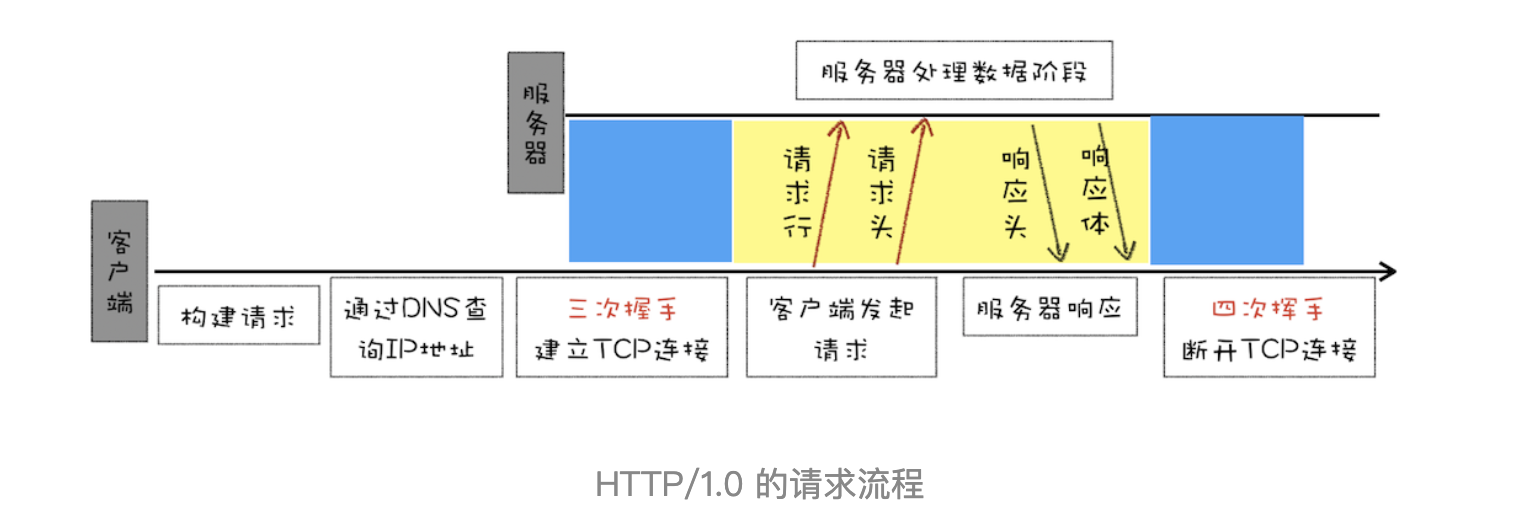 服务器处理数据阶段
服务器
请求行
请求头
响应头
响应体
客户端
构建请求
通过DNS查
询IP地址
三次握手
建立TCP连接
客户端发起
请求
服务器响应
四次挥手
断开TCP连接
HTTP/1.0 的请求流程